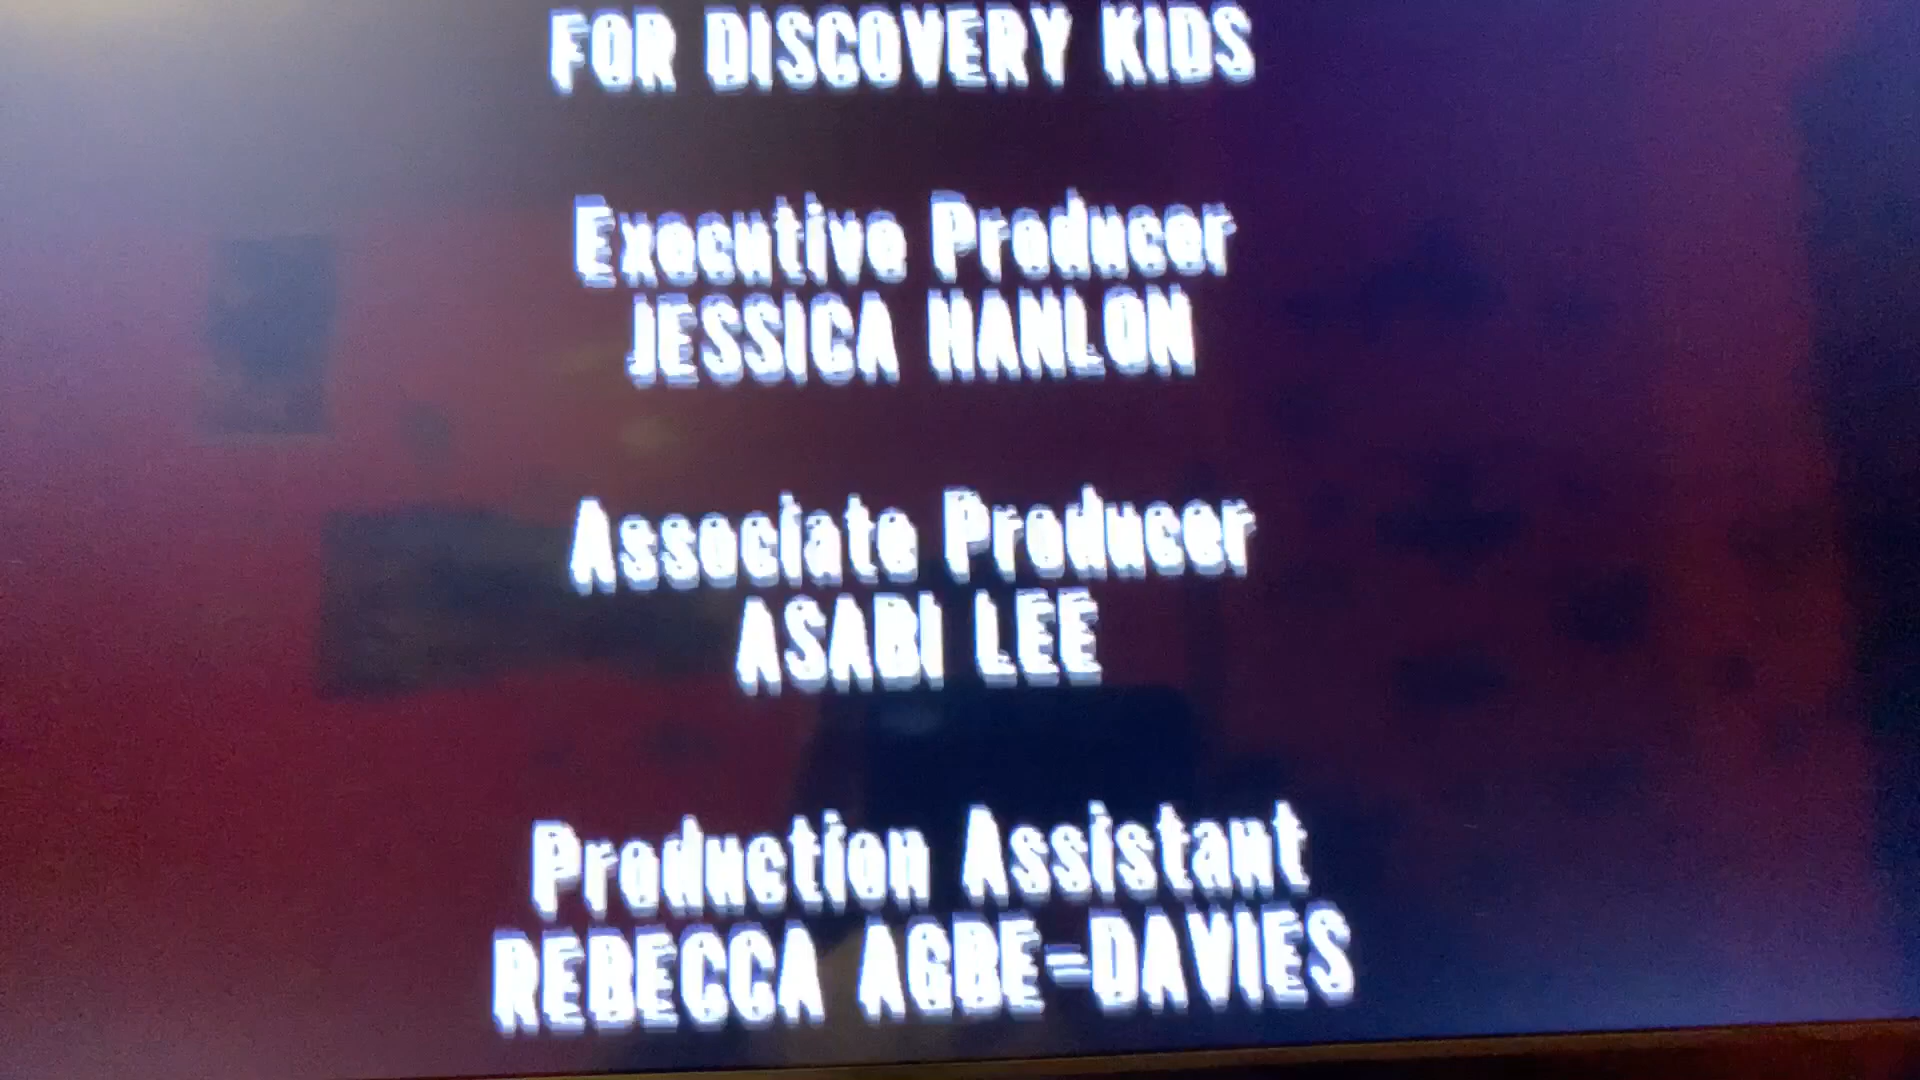 FOR DISCOVERY KIDS
Executive Producer
JESSICA HANLON
Associate Producer
ASABI LEE
Production Assistant
REBECCA AGBE-DAVIES